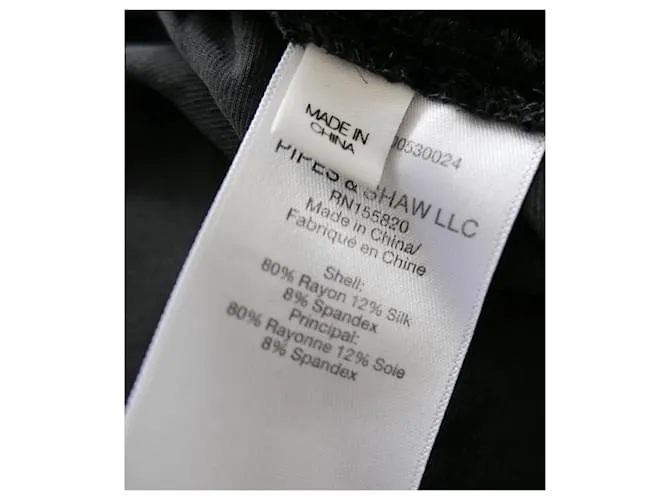 MADE IN
CHINA
00530024
PIPES & SHAW LLC
RN155820
Made in China/
Fabriqué en Chine
Shell:
80% Rayon 12% Silk
8% Spandex
Principal:
80% Rayonne 12% Soie
8% Spandex